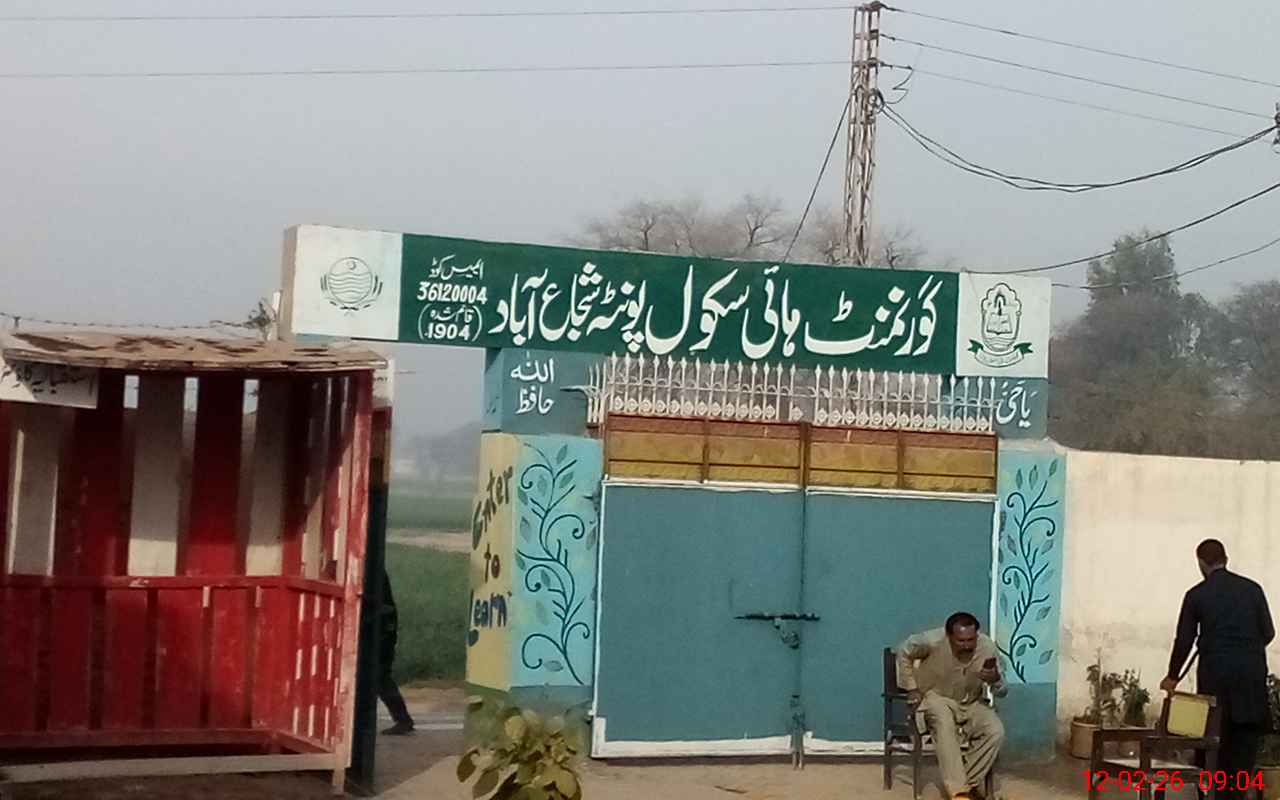 گورنمنٹ ہائی سکول پونٹہ شجاع آباد
ایمیس کوڈ
36120004
قائم شدہ
(1904)
اللہ
حافظ
یاحیُّ
Enter
to
Learn
12-02-26 09:04